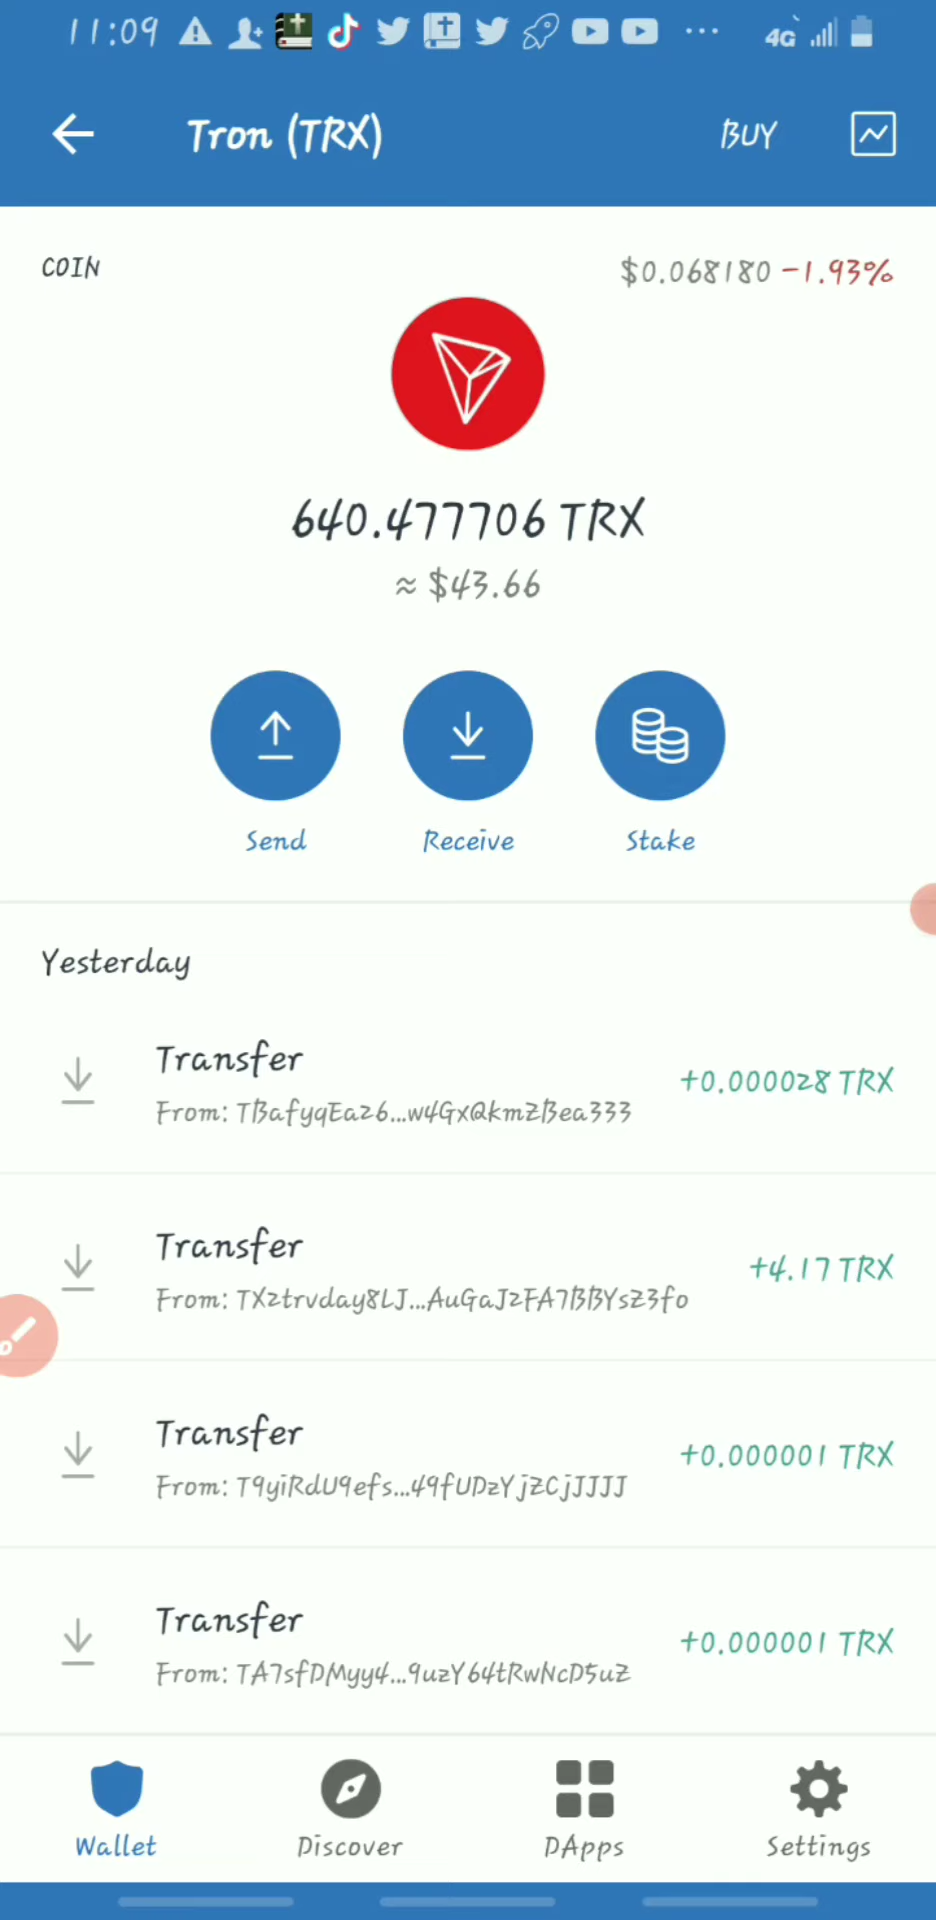 11:09 4G
Tron (TRX) BUY
COIN $0.068180 -1.93%
640.477706 TRX
≈ $43.66
Send Receive Stake
Yesterday
Transfer
+0.000028 TRX
From: TBafyqEaz6...w4GxQkmZBea333
Transfer
+4.17 TRX
From: TXztrvday8LJ...AuGaJzFA7BBYsZ3fo
Transfer
+0.000001 TRX
From: T9yiRdU9efs...49fUDzYjZCjJJJJ
Transfer
+0.000001 TRX
From: TA7sfDMyy4...9uzY64tRwNcD5uZ
Wallet Discover DApps Settings